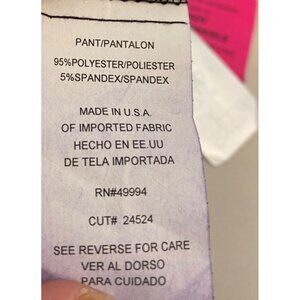 PANT/PANTALON
95%POLYESTER/POLIESTER
5%SPANDEX/SPANDEX
MADE IN U.S.A.
OF IMPORTED FABRIC
HECHO EN EE.UU
DE TELA IMPORTADA
RN#49994
CUT# 24524
SEE REVERSE FOR CARE
VER AL DORSO
PARA CUIDADO